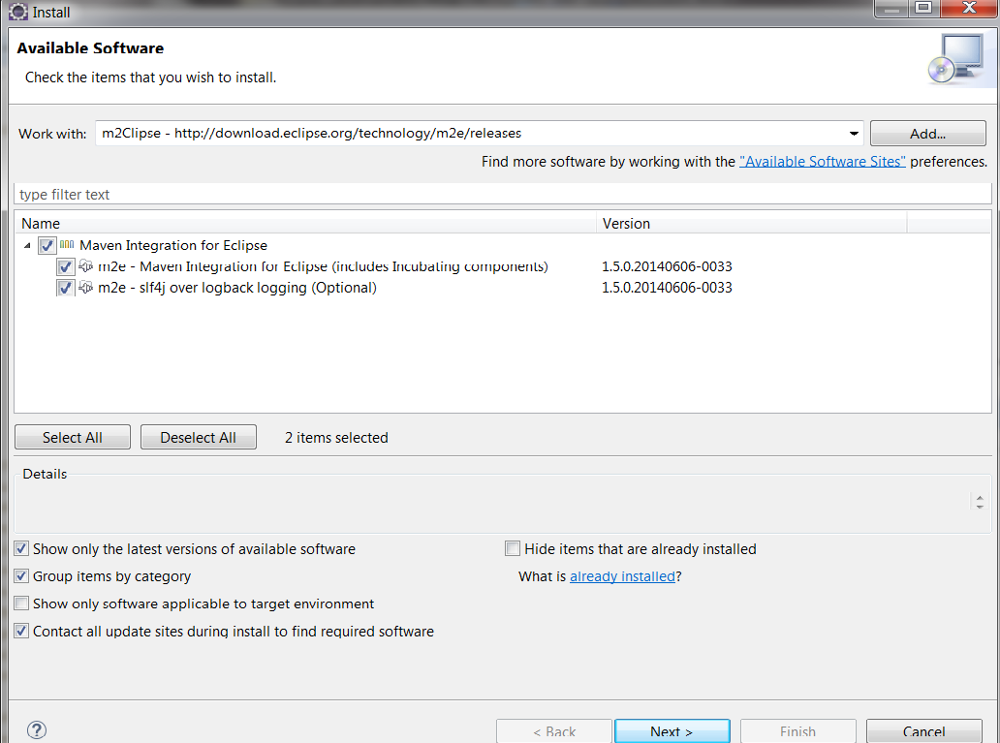 Install
Available Software
Check the items that you wish to install.
Work with: m2Clipse - http://download.eclipse.org/technology/m2e/releases Add...
Find more software by working with the "Available Software Sites" preferences.
type filter text
Name Version
Maven Integration for Eclipse
m2e - Maven Integration for Eclipse (includes Incubating components) 1.5.0.20140606-0033
m2e - slf4j over logback logging (Optional) 1.5.0.20140606-0033
Select All Deselect All 2 items selected
Details
Show only the latest versions of available software Hide items that are already installed
Group items by category What is already installed?
Show only software applicable to target environment
Contact all update sites during install to find required software
? < Back Next > Finish Cancel